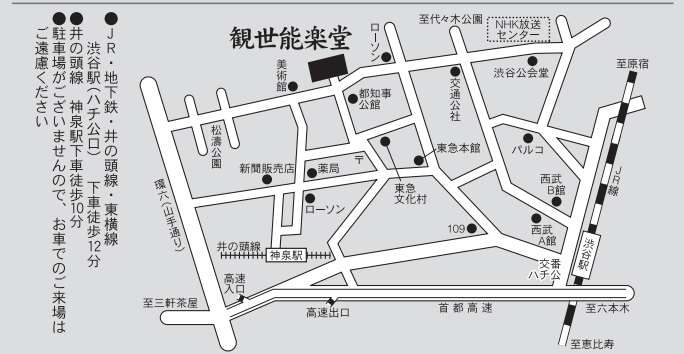 ●JR・地下鉄・井の頭線・東横線
渋谷駅(ハチ公口) 下車徒歩12分
●井の頭線 神泉駅下車徒歩10分
●駐車場がございませんので、お車でのご来場は
ご遠慮ください
観世能楽堂
ローソン
至代々木公園
NHK放送
センター
至原宿
美術館
都知事
公館
交通公社
渋谷公会堂
松濤公園
パルコ
JR線
新聞販売店
薬局
〒
東急本館
東急
文化村
西武
B館
西武
A館
環六(山手通り)
ローソン
109
井の頭線
神泉駅
渋谷駅
交番
ハチ公
高速
入口
至三軒茶屋
高速出口
首都高速
至六本木
至恵比寿